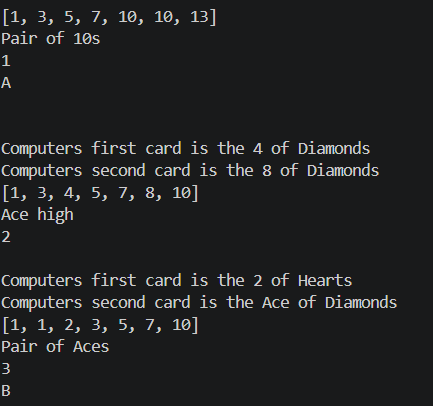 [1, 3, 5, 7, 10, 10, 13]
Pair of 10s
1
A
Computers first card is the 4 of Diamonds
Computers second card is the 8 of Diamonds
[1, 3, 4, 5, 7, 8, 10]
Ace high
2
Computers first card is the 2 of Hearts
Computers second card is the Ace of Diamonds
[1, 1, 2, 3, 5, 7, 10]
Pair of Aces
3
B